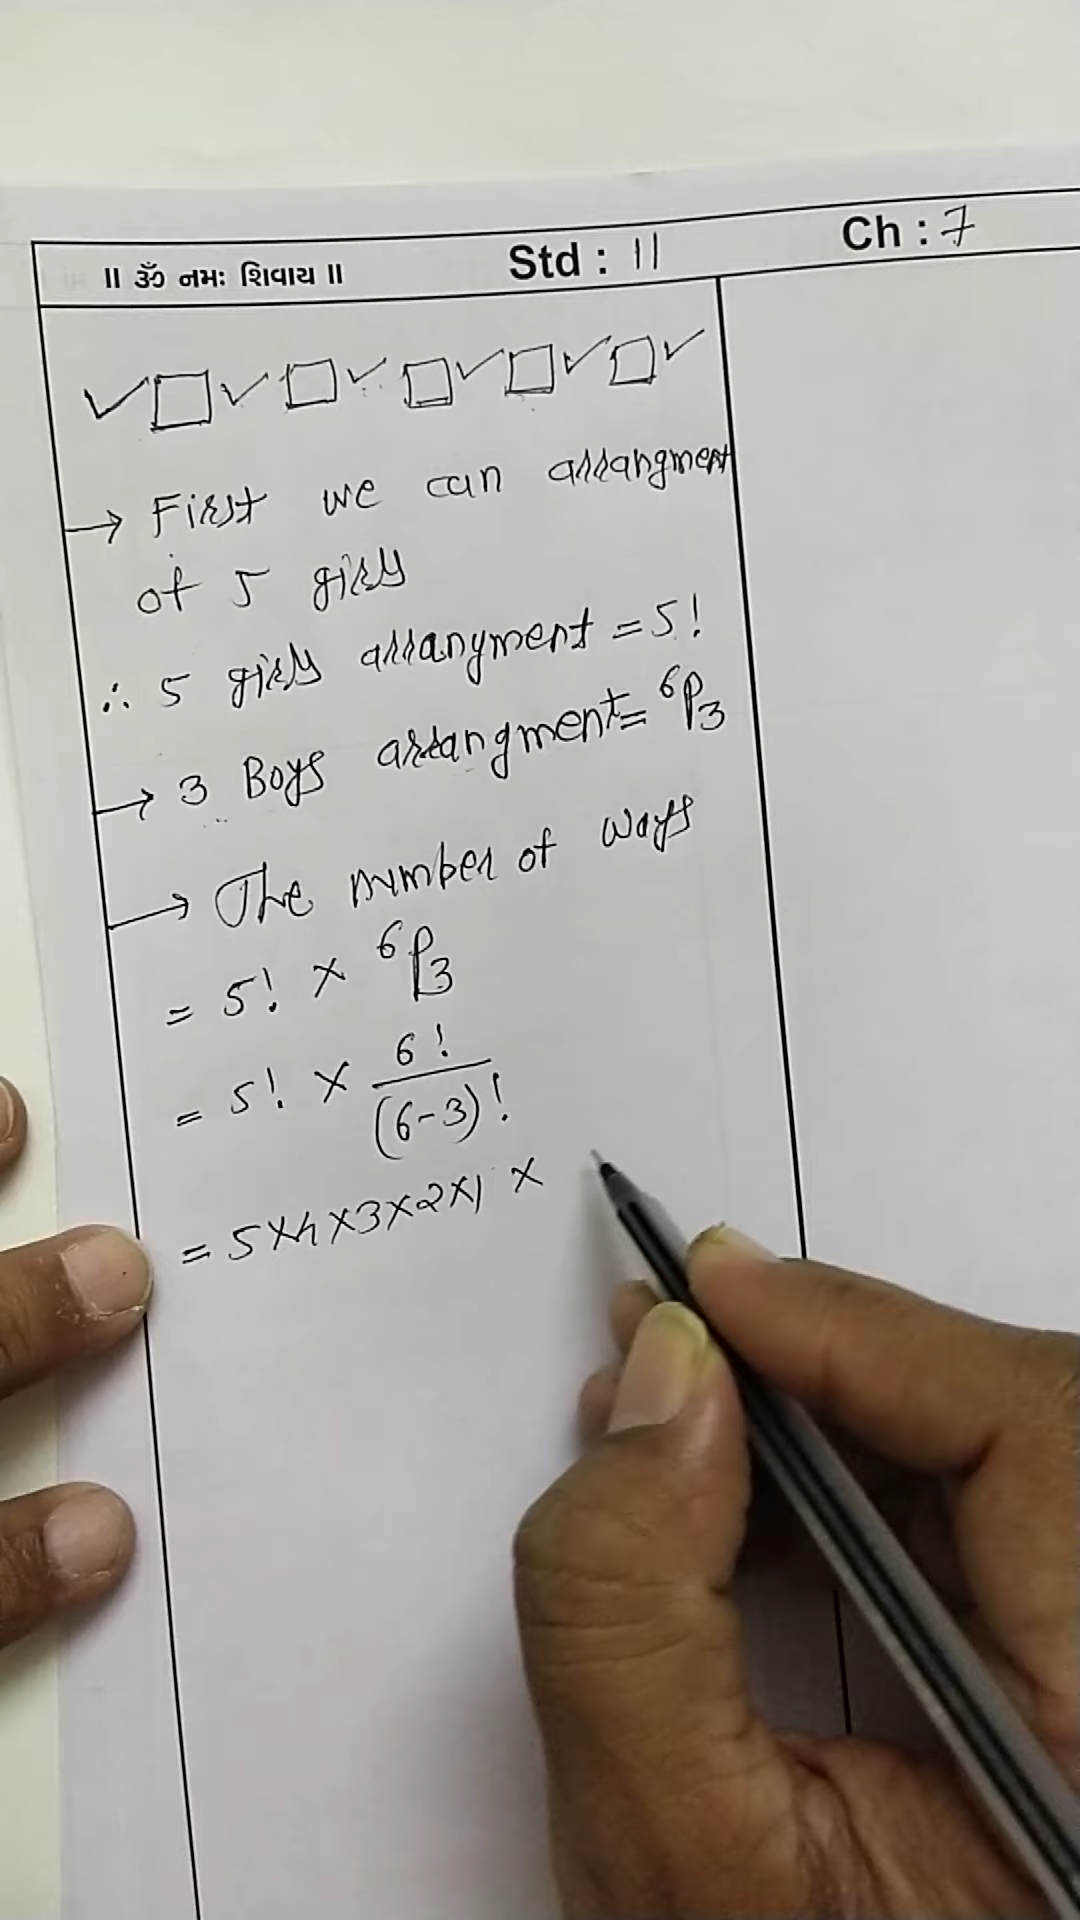 ॥ ૐ નમઃ શિવાય ॥ Std : 11 Ch : 7
✓ □ ✓ □ ✓ □ ✓ □ ✓ □ ✓
→ First we can arrangment
of 5 girls
∴ 5 girls arrangment = 5!
→ 3 Boys arrangment = ⁶P₃
→ The number of ways
= 5! × ⁶P₃
= 5! × 6! / (6-3)!
= 5×4×3×2×1 ×